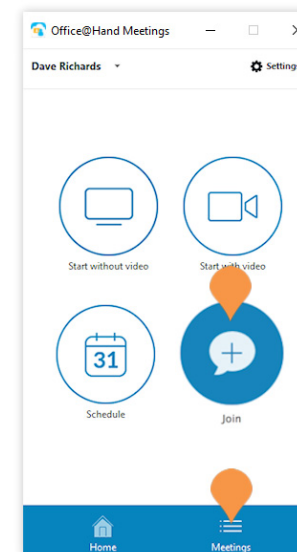 Office@Hand Meetings
Dave Richards
Settings
Start without video
Start with video
31
Schedule
Join
Home
Meetings